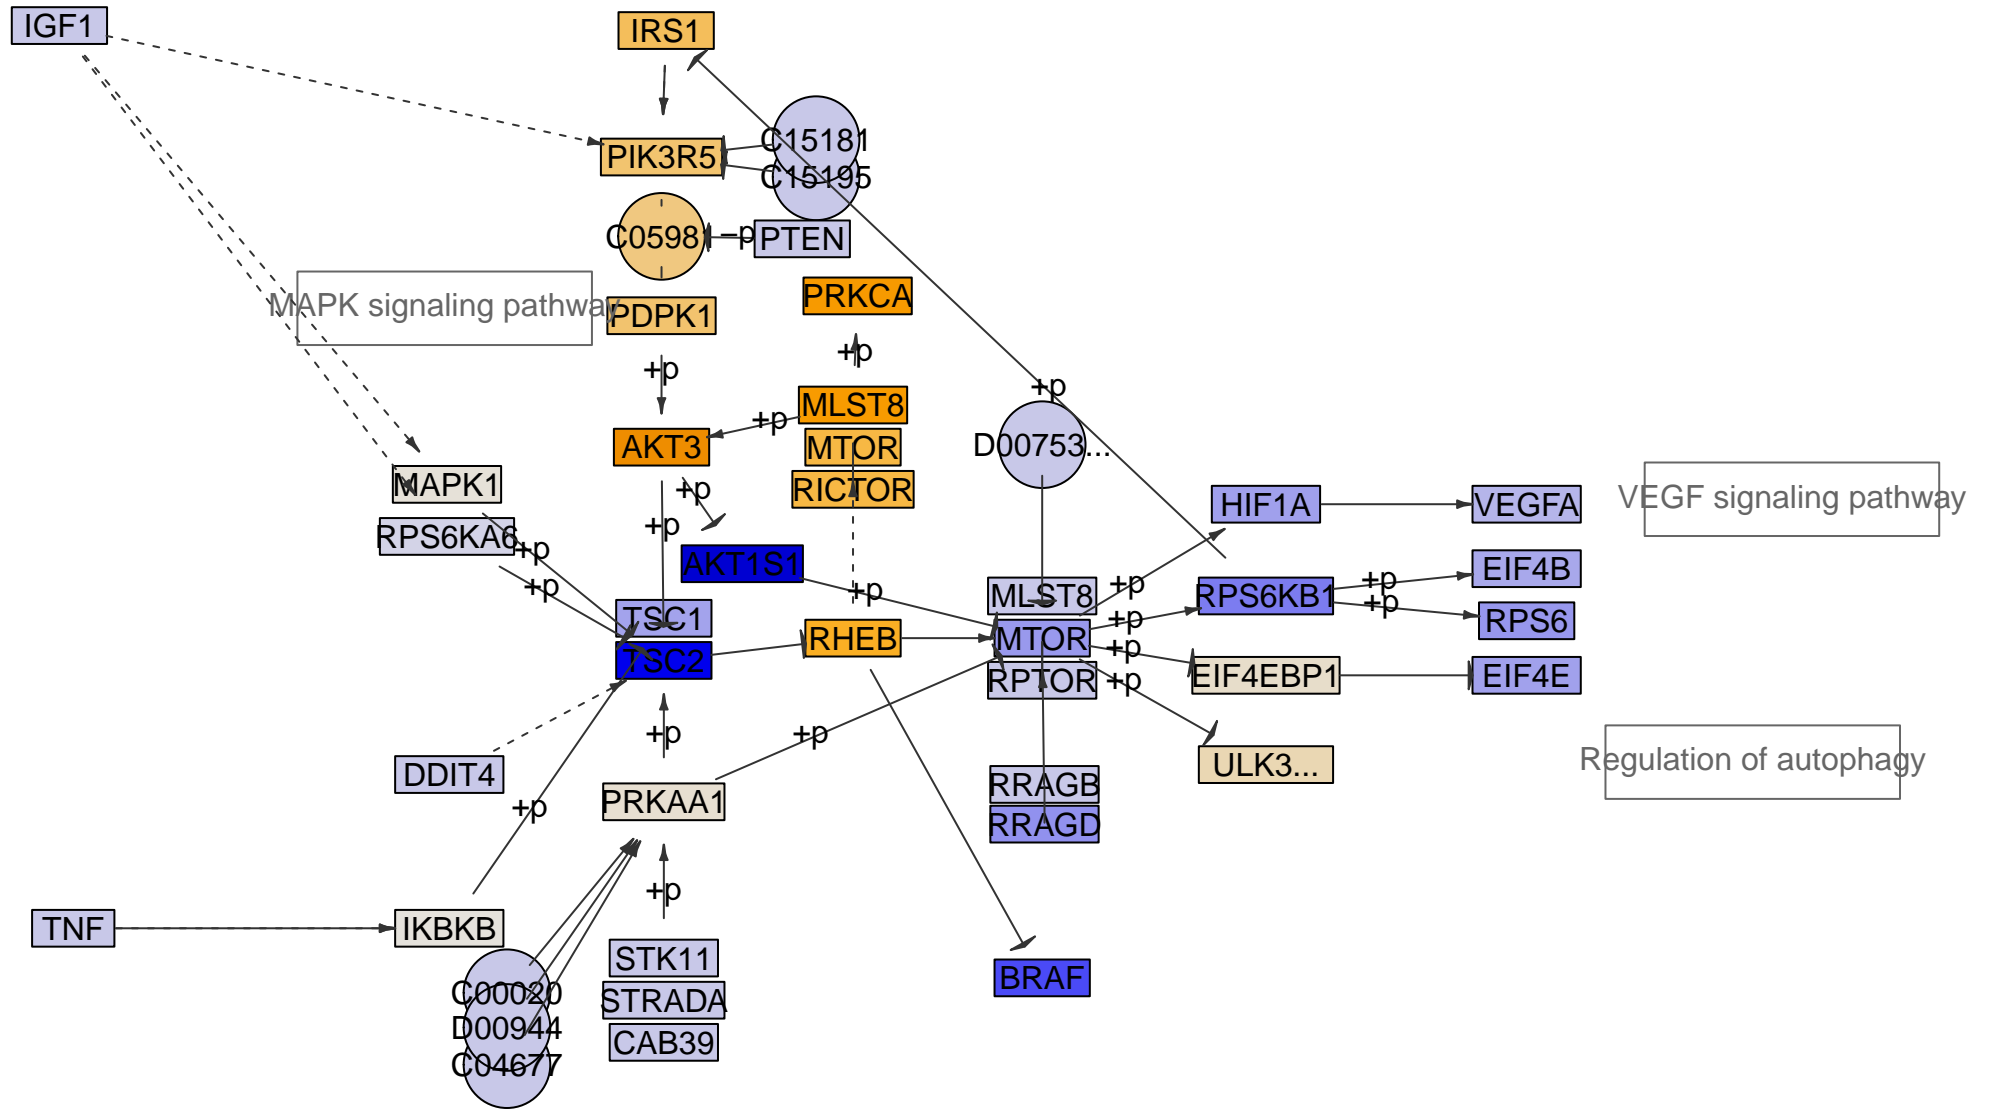 IGF1
IRS1
C15181
PIK3R5
C15195
C0598
−p
PTEN
PRKCA
MAPK signaling pathway
PDPK1
+p
+p
+p
MLST8
+p
AKT3
MTOR
D00753...
MAPK1
RICTOR
+p
HIF1A
VEGFA
VEGF signaling pathway
+p
RPS6KA6
+p
AKT1S1
EIF4B
+p
+p
+p
+p
MLST8
RPS6KB1
+p
TSC1
+p
RPS6
RHEB
MTOR
+p
TSC2
RPTOR
+p
EIF4EBP1
EIF4E
+p
+p
ULK3...
Regulation of autophagy
DDIT4
RRAGB
PRKAA1
+p
RRAGD
+p
TNF
IKBKB
STK11
BRAF
C00020
STRADA
D00944
CAB39
C04677